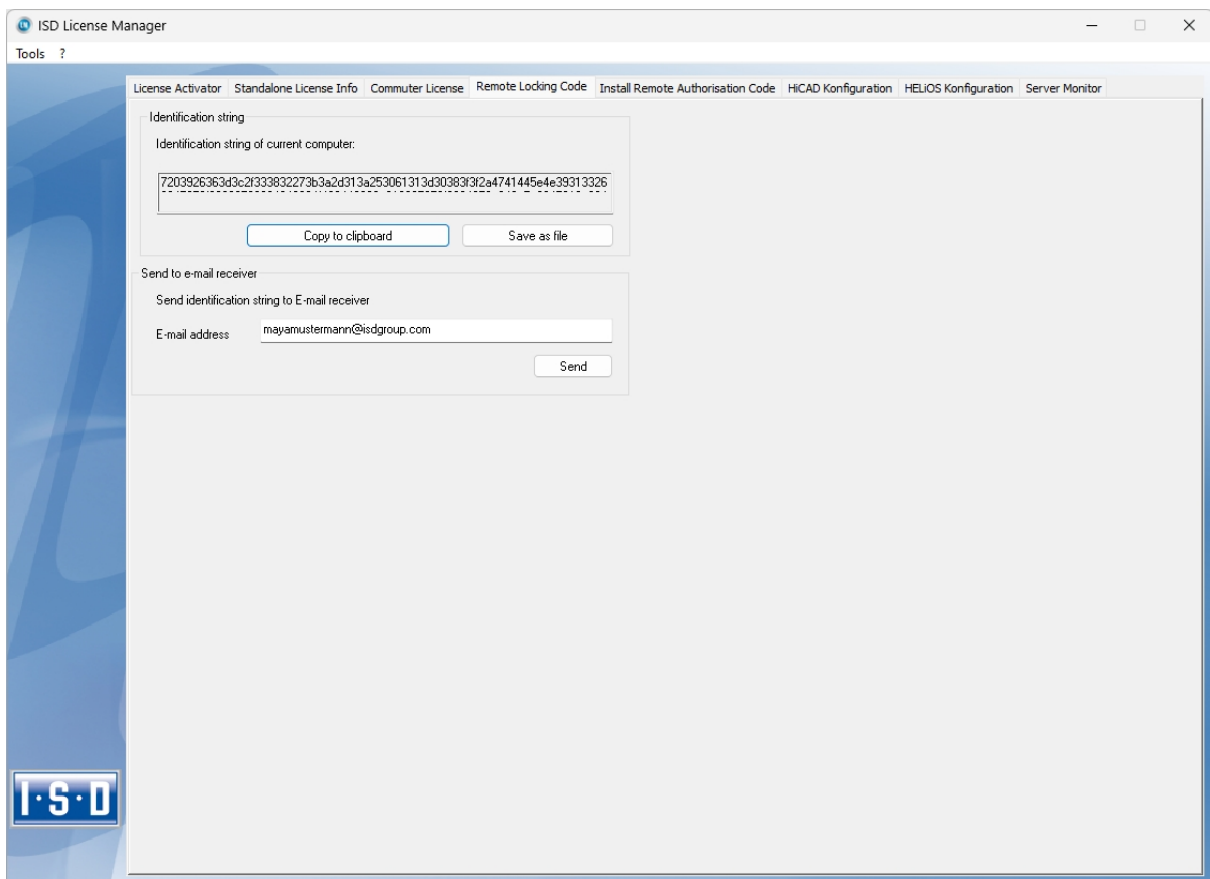 ISD License Manager
Tools ?
License Activator Standalone License Info Commuter License Remote Locking Code Install Remote Authorisation Code HiCAD Konfiguration HELiOS Konfiguration Server Monitor
Identification string
Identification string of current computer:
7203926363d3c2f333832273b3a2d313a253061313d30383f3f2a4741445e4e39313326
Copy to clipboard Save as file
Send to e-mail receiver
Send identification string to E-mail receiver
E-mail address mayamustermann@isdgroup.com
Send
I·S·D